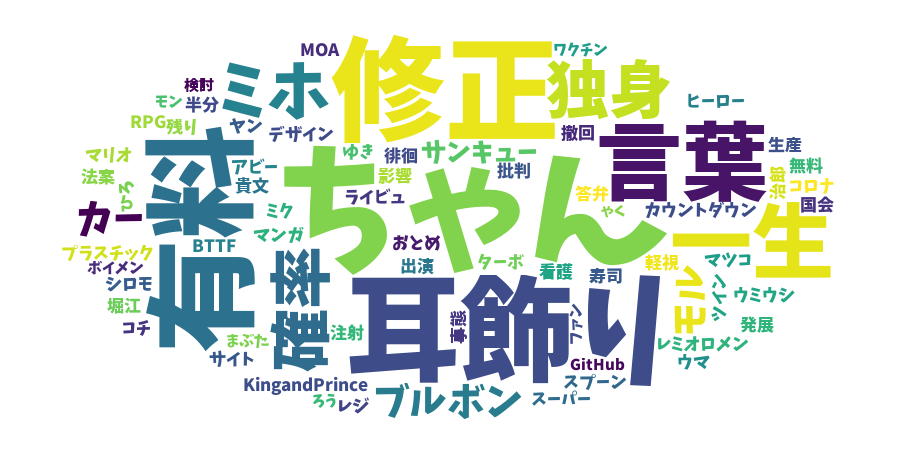 MOA
ワクチン
修正
ミホ
独身
検討
モン
半分
ヒーロー
RPG
残り
ヤン
デザイン
撤回
言葉
生産
マリオ
有料
ゆき
徘徊
サンキュー
法案
アビー
影響
批判
無料
貴文
ちゃん
治郎
コロナ
ひろ
ライビュ
答弁
国会
カー
ミク
やく
カウントダウン
一生
BTTF
マンガ
おとめ
プラスチック
ボイメン
確率
出演
ターボ
看護
寿司
軽視
マツコ
シロモ
耳飾り
モル
ツイン
ウミウシ
堀江
コチ
注射
事態
ファン
発展
まぶた
サイト
レミオロメン
GitHub
ウマ
KingandPrince
スプーン
ろう
レジ
ブルボン
スーパー